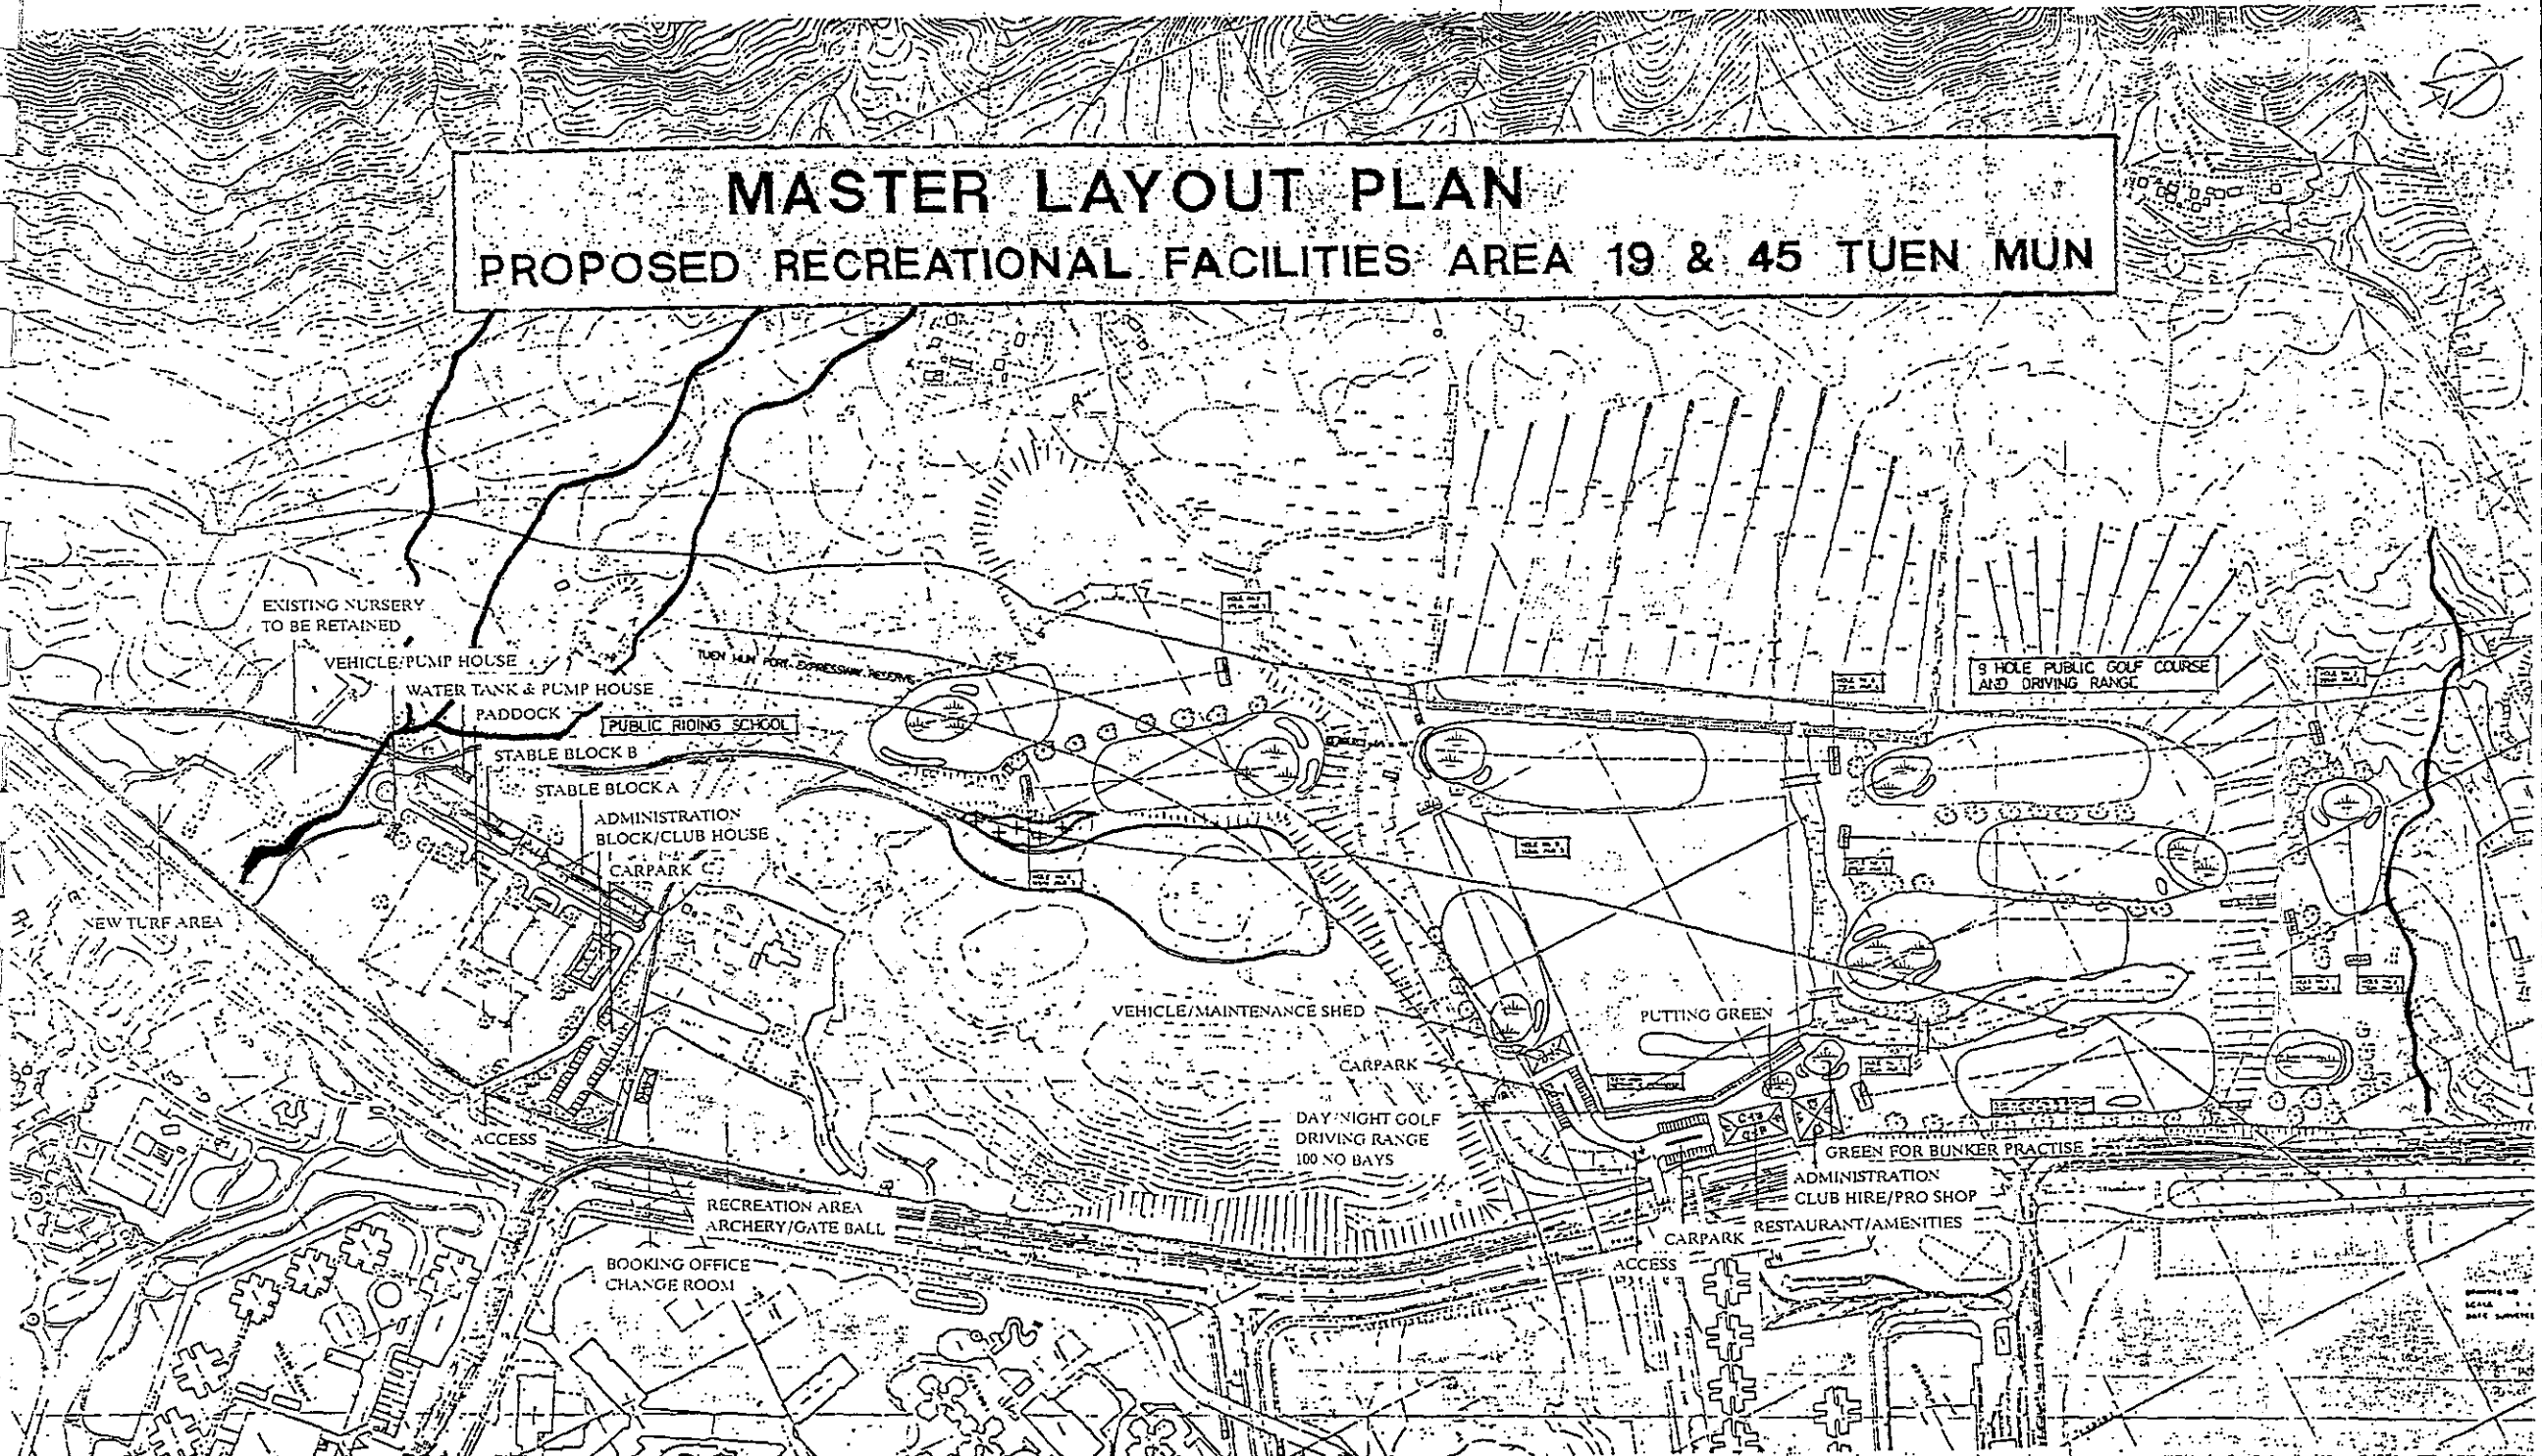 MASTER LAYOUT PLAN
PROPOSED RECREATIONAL FACILITIES AREA 19 & 45 TUEN MUN
EXISTING NURSERY
TO BE RETAINED
VEHICLE/PUMP HOUSE
WATER TANK & PUMP HOUSE
PADDOCK
PUBLIC RIDING SCHOOL
STABLE BLOCK B
STABLE BLOCK A
ADMINISTRATION
BLOCK/CLUB HOUSE
CARPARK
NEW TURF AREA
TUEN MUN PORT EXPRESSWAY RESERVE
9 HOLE PUBLIC GOLF COURSE
AND DRIVING RANGE
VEHICLE/MAINTENANCE SHED
PUTTING GREEN
CARPARK
DAY/NIGHT GOLF
DRIVING RANGE
100 NO BAYS
ACCESS
GREEN FOR BUNKER PRACTISE
ADMINISTRATION
CLUB HIRE/PRO SHOP
RESTAURANT/AMENITIES
CARPARK
ACCESS
RECREATION AREA
ARCHERY/GATE BALL
BOOKING OFFICE
CHANGE ROOM